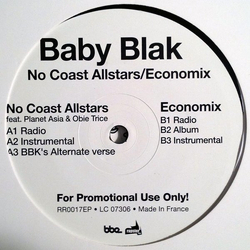 Baby Blak
No Coast Allstars/Economix
No Coast Allstars
feat. Planet Asia & Obie Trice
A1 Radio
A2 Instrumental
A3 BBK's Alternate verse
Economix
B1 Radio
B2 Album
B3 Instrumental
For Promotional Use Only!
RR0017EP • LC 07306 • Made In France
bbe